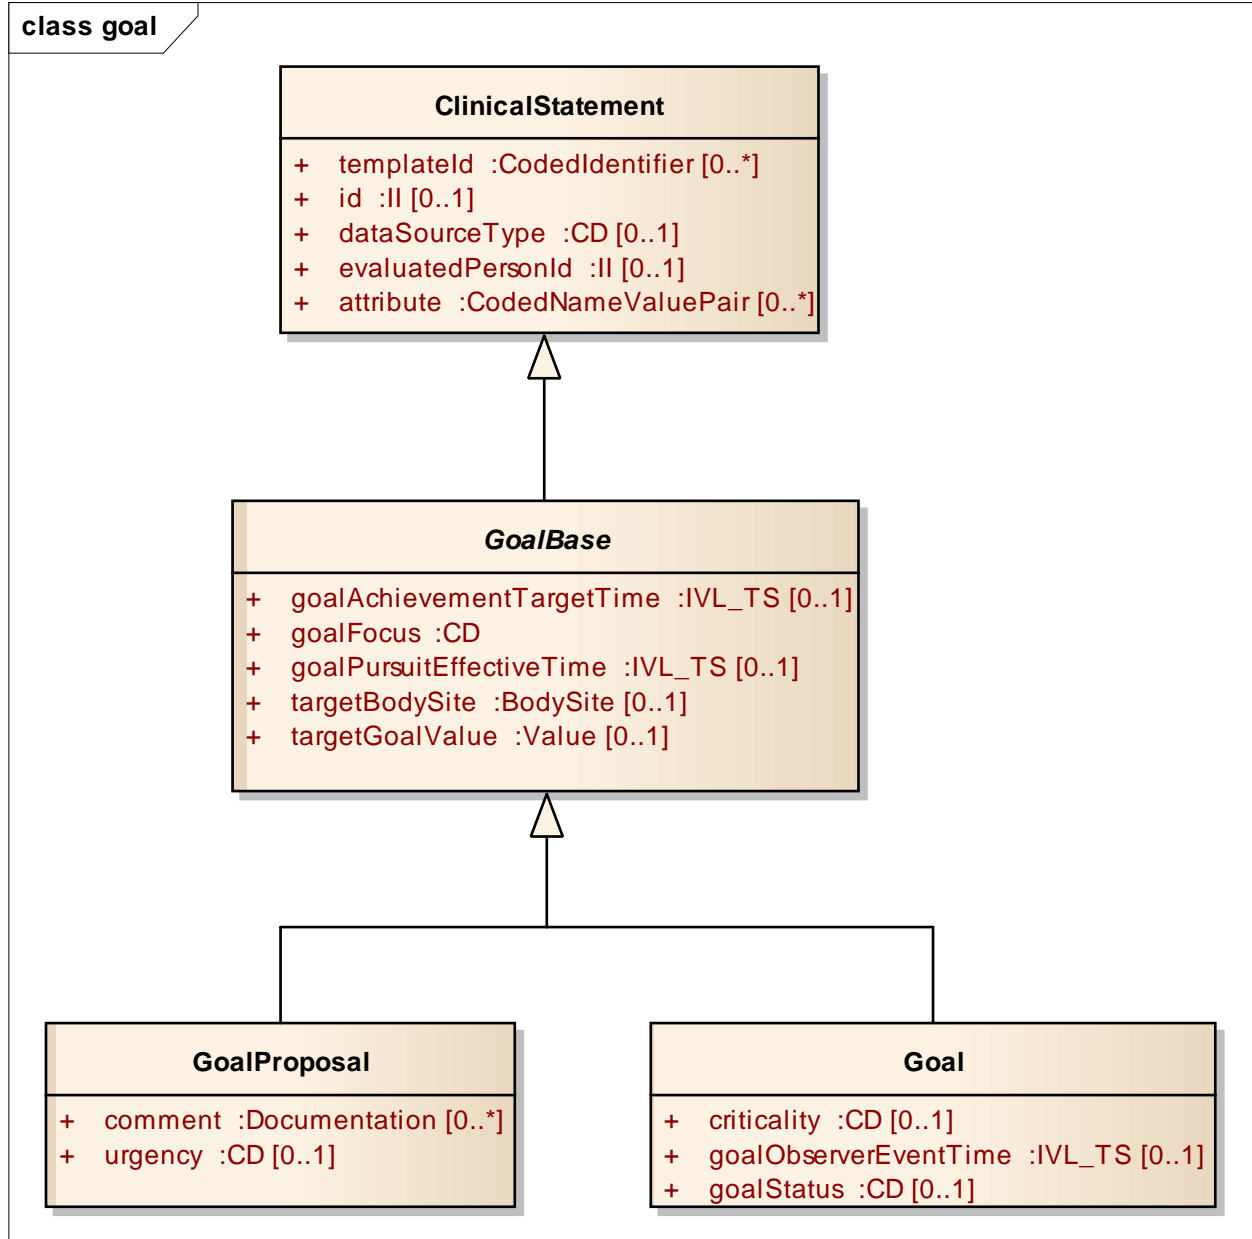 class goal
ClinicalStatement
+ templateId :CodedIdentifier [0..*]
+ id :II [0..1]
+ dataSourceType :CD [0..1]
+ evaluatedPersonId :II [0..1]
+ attribute :CodedNameValuePair [0..*]
GoalBase
+ goalAchievementTargetTime :IVL_TS [0..1]
+ goalFocus :CD
+ goalPursuitEffectiveTime :IVL_TS [0..1]
+ targetBodySite :BodySite [0..1]
+ targetGoalValue :Value [0..1]
GoalProposal
+ comment :Documentation [0..*]
+ urgency :CD [0..1]
Goal
+ criticality :CD [0..1]
+ goalObserverEventTime :IVL_TS [0..1]
+ goalStatus :CD [0..1]